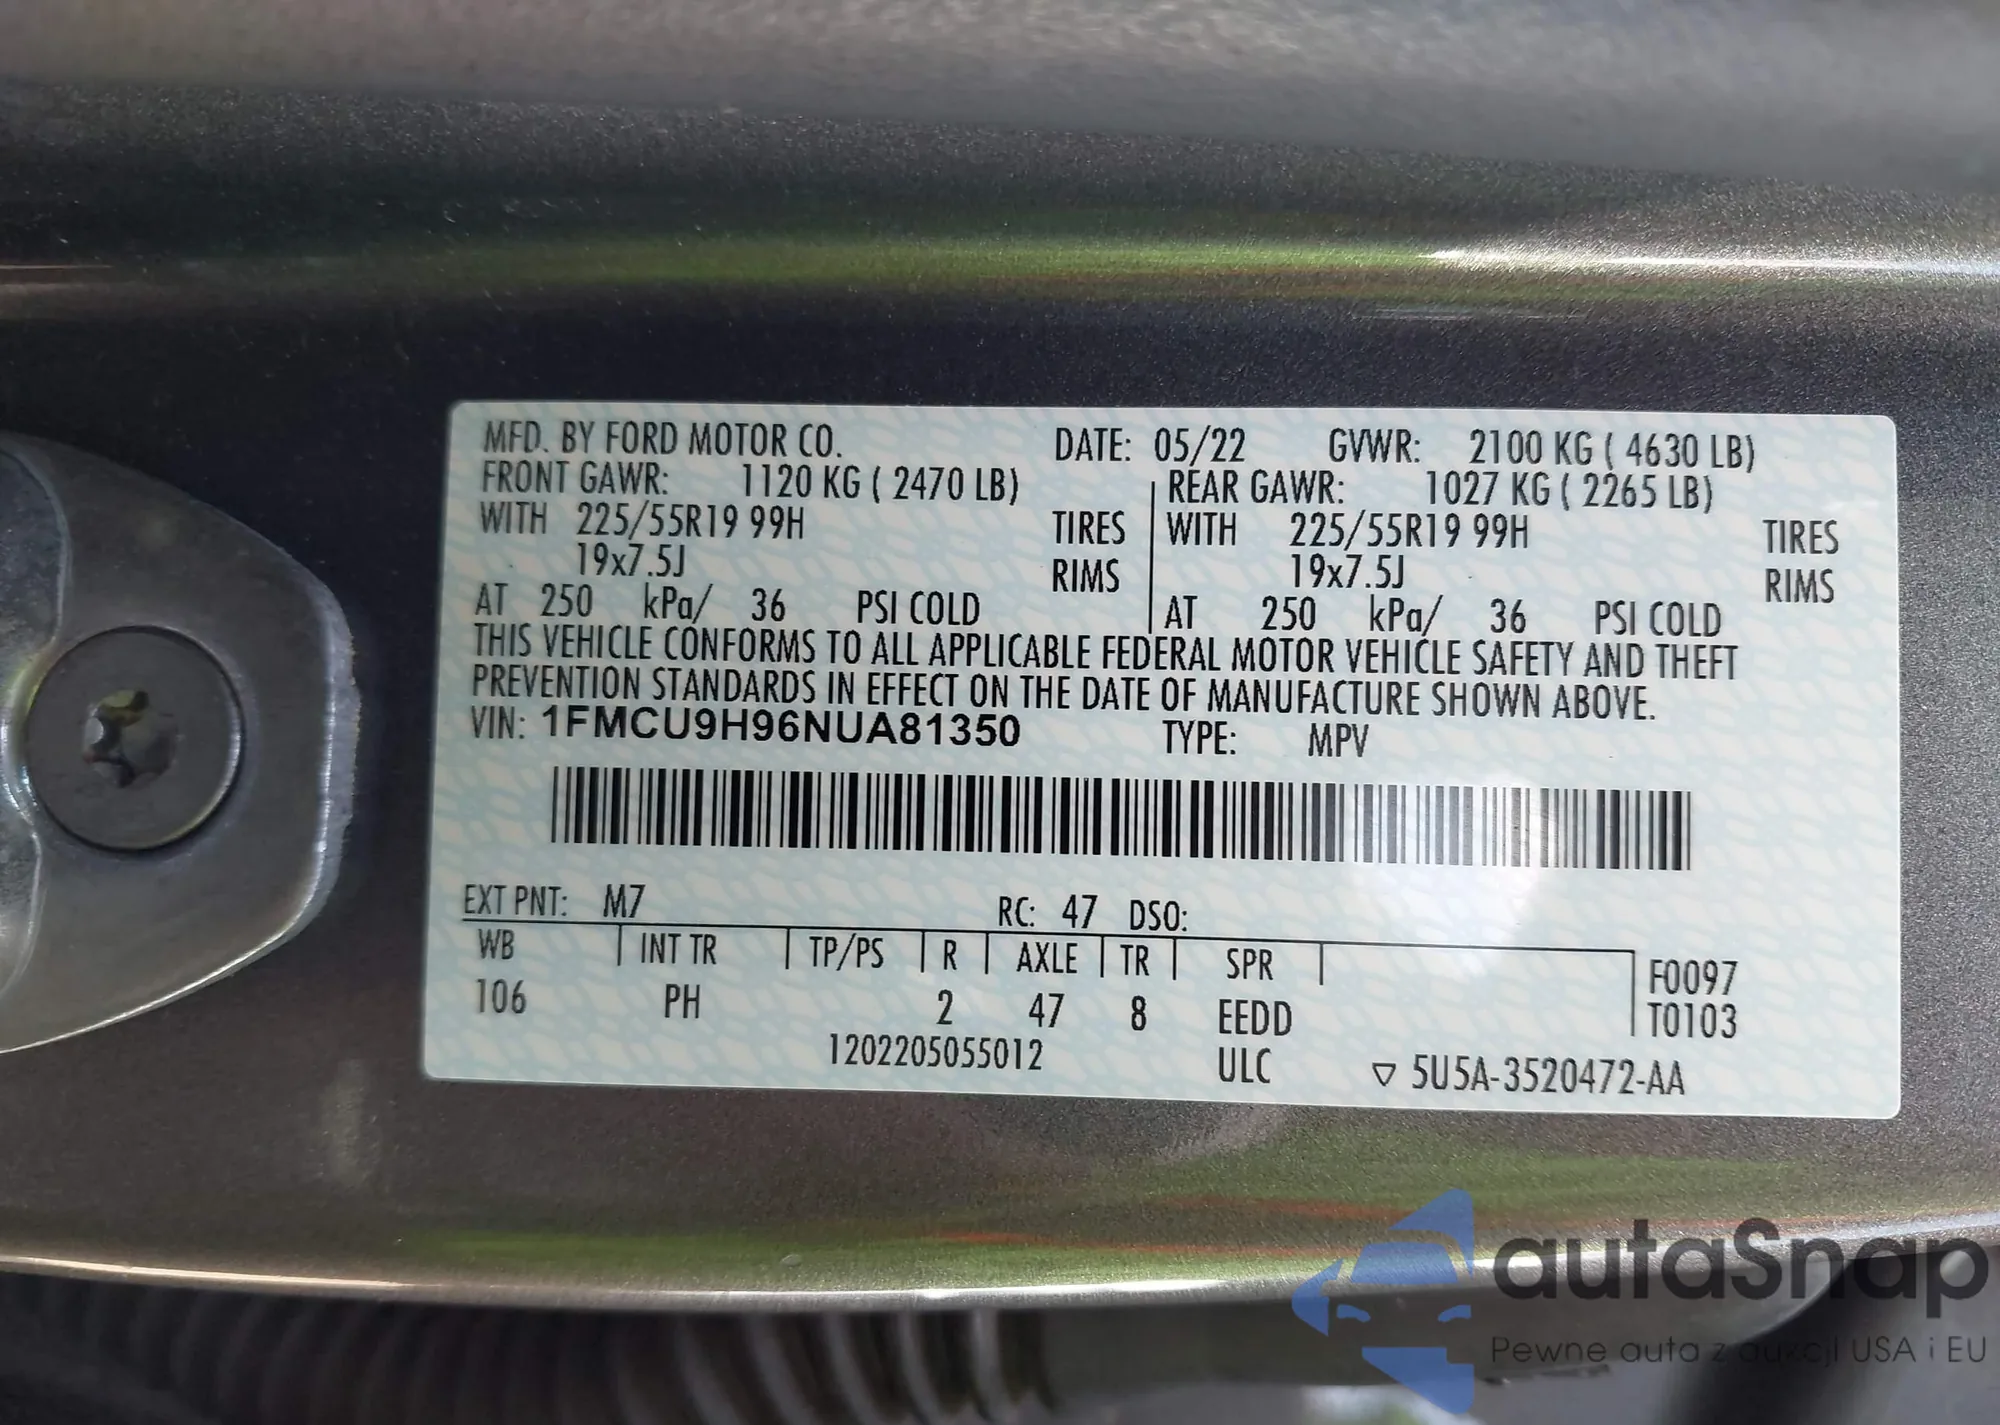 MFD. BY FORD MOTOR CO. DATE: 05/22 GVWR: 2100 KG ( 4630 LB)
FRONT GAWR: 1120 KG ( 2470 LB) REAR GAWR: 1027 KG ( 2265 LB)
WITH 225/55R19 99H TIRES WITH 225/55R19 99H TIRES
19x7.5J RIMS 19x7.5J RIMS
AT 250 kPa/ 36 PSI COLD AT 250 kPa/ 36 PSI COLD
THIS VEHICLE CONFORMS TO ALL APPLICABLE FEDERAL MOTOR VEHICLE SAFETY AND THEFT
PREVENTION STANDARDS IN EFFECT ON THE DATE OF MANUFACTURE SHOWN ABOVE.
VIN: 1FMCU9H96NUA81350 TYPE: MPV
EXT PNT: M7 RC: 47 DSO:
WB INT TR TP/PS R AXLE TR SPR F0097
106 PH 2 47 8 EEDD T0103
1202205055012 ULC ▽ 5U5A-3520472-AA
autaSnap
Pewne auta z aukcji USA i EU